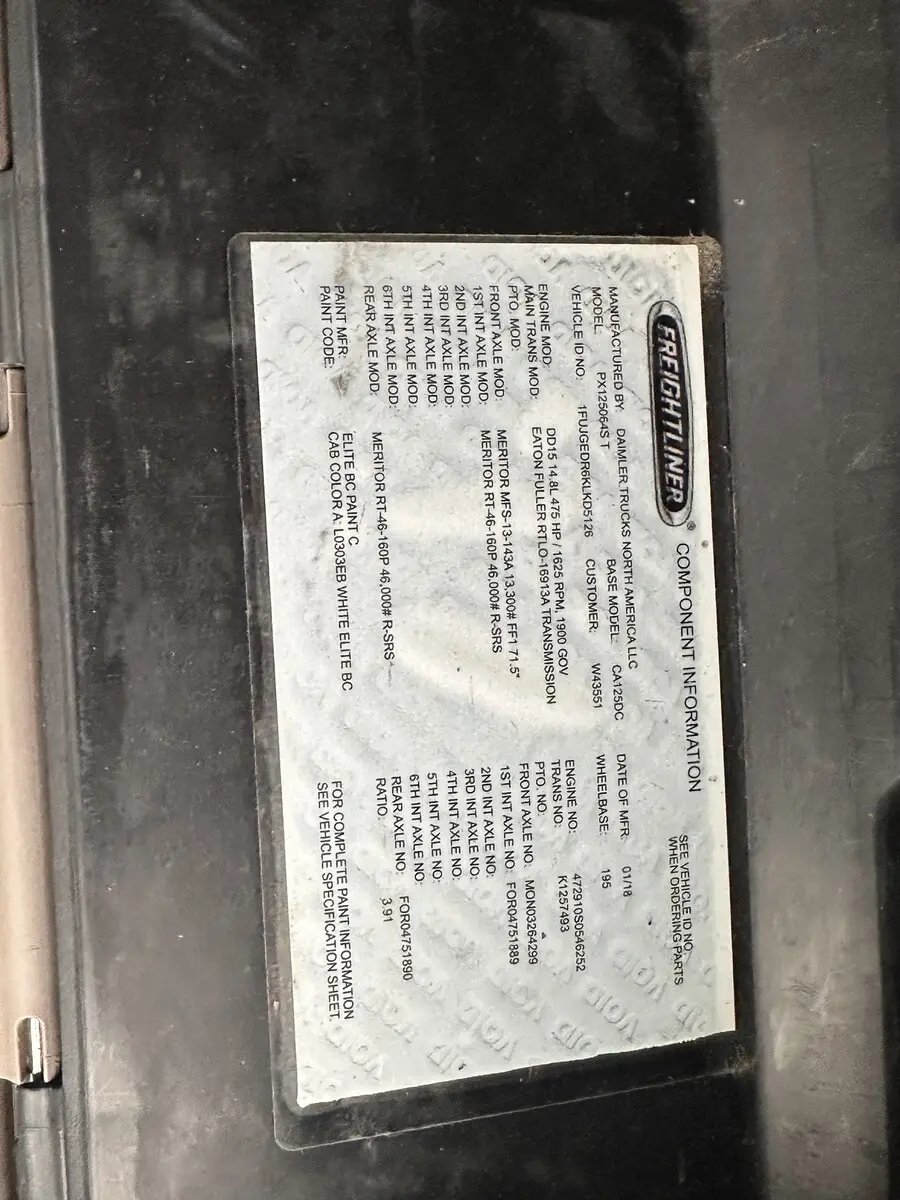 FREIGHTLINER® COMPONENT INFORMATION SEE VEHICLE ID NO. WHEN ORDERING PARTS
MANUFACTURED BY: DAIMLER TRUCKS NORTH AMERICA LLC DATE OF MFR: 01/18
MODEL: PX125064S T BASE MODEL: CA125DC WHEELBASE: 195
VEHICLE ID NO: 1FUJGEDR6KLKD5126 CUSTOMER: W43551
ENGINE MOD: DD15 14.8L 475 HP / 1625 RPM, 1900 GOV ENGINE NO: 472910S0546252
MAIN TRANS MOD: EATON FULLER RTLO-16913A TRANSMISSION TRANS NO: K1257493
PTO. MOD: PTO. NO:
FRONT AXLE MOD: MERITOR MFS-13-143A 13,300# FF1 71.5" FRONT AXLE NO: MON03264299
1ST INT AXLE MOD: MERITOR RT-46-160P 46,000# R-SRS 1ST INT AXLE NO: FOR04751889
2ND INT AXLE MOD: 2ND INT AXLE NO:
3RD INT AXLE MOD: 3RD INT AXLE NO:
4TH INT AXLE MOD: 4TH INT AXLE NO:
5TH INT AXLE MOD: 5TH INT AXLE NO:
6TH INT AXLE MOD: 6TH INT AXLE NO:
REAR AXLE MOD: MERITOR RT-46-160P 46,000# R-SRS REAR AXLE NO: FOR04751890
RATIO: 3.91
PAINT MFR: ELITE BC PAINT C FOR COMPLETE PAINT INFORMATION
PAINT CODE: CAB COLOR A: L0303EB WHITE ELITE BC SEE VEHICLE SPECIFICATION SHEET.